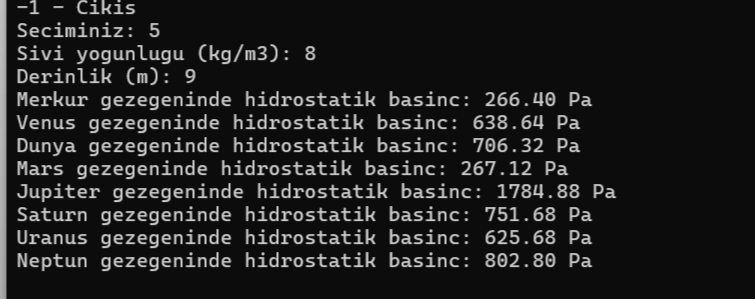 -1 - Cikis
Seciminiz: 5
Sivi yogunlugu (kg/m3): 8
Derinlik (m): 9
Merkur gezegeninde hidrostatik basinc: 266.40 Pa
Venus gezegeninde hidrostatik basinc: 638.64 Pa
Dunya gezegeninde hidrostatik basinc: 706.32 Pa
Mars gezegeninde hidrostatik basinc: 267.12 Pa
Jupiter gezegeninde hidrostatik basinc: 1784.88 Pa
Saturn gezegeninde hidrostatik basinc: 751.68 Pa
Uranus gezegeninde hidrostatik basinc: 625.68 Pa
Neptun gezegeninde hidrostatik basinc: 802.80 Pa